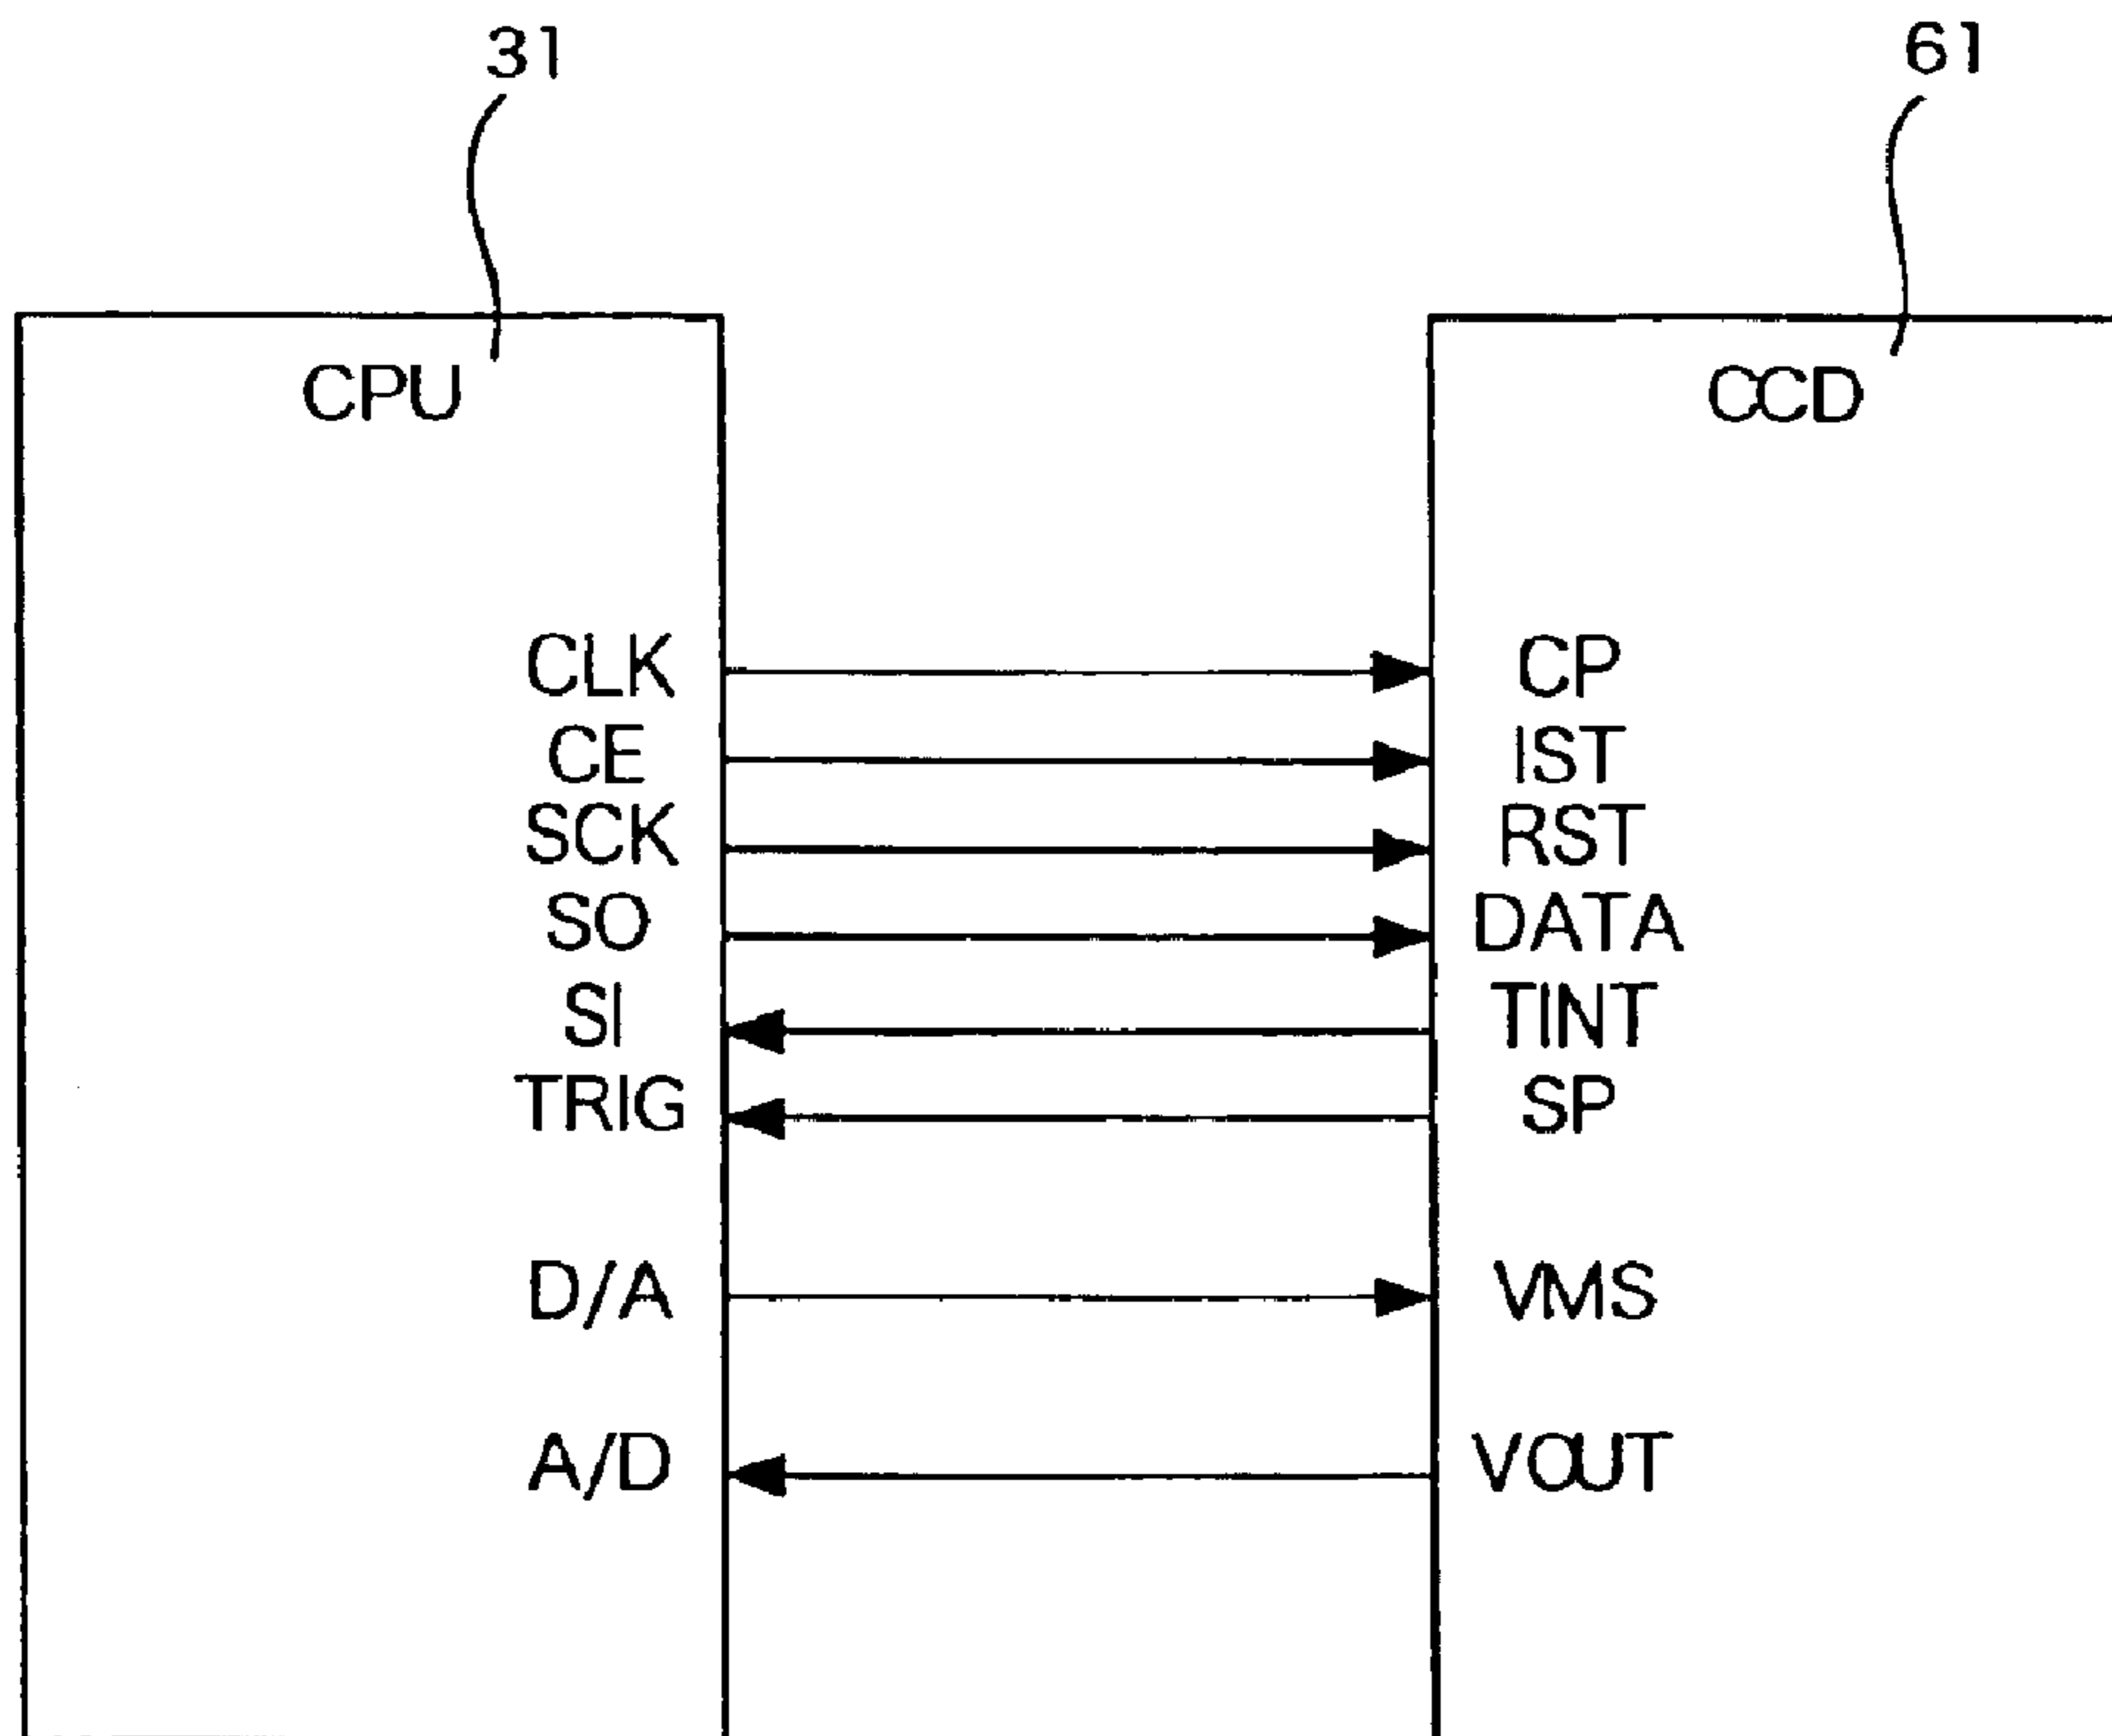 31 61
CPU CCD
CLK CP
CE IST
SCK RST
SO DATA
SI TINT
TRIG SP
D/A VMS
A/D VOUT